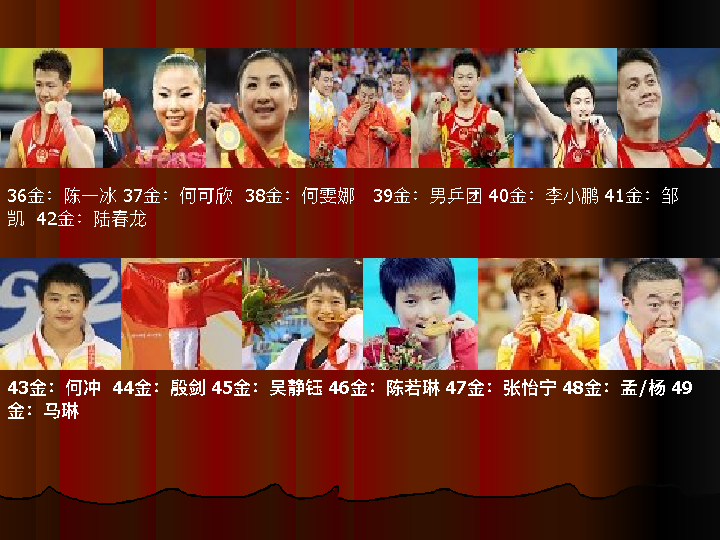 36金：陈一冰 37金：何可欣  38金：何雯娜   39金：男乒团 40金：李小鹏 41金：邹
凯  42金：陆春龙
43金：何冲  44金：殷剑 45金：吴静钰 46金：陈若琳 47金：张怡宁 48金：孟/杨 49
金：马琳